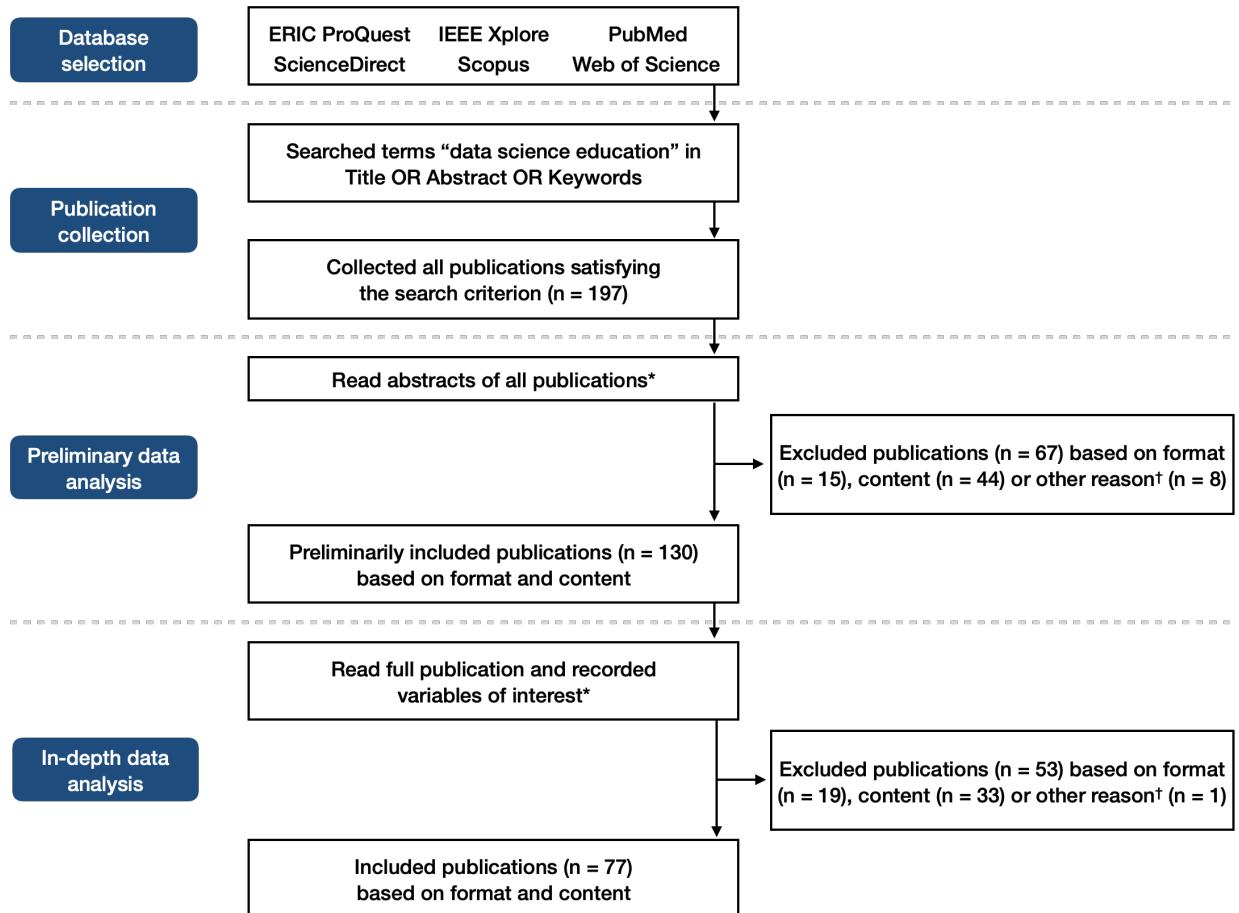 Database
selection
ERIC ProQuest IEEE Xplore PubMed
ScienceDirect Scopus Web of Science
Publication
collection
Searched terms “data science education” in
Title OR Abstract OR Keywords
Collected all publications satisfying
the search criterion (n = 197)
Preliminary data
analysis
Read abstracts of all publications*
Excluded publications (n = 67) based on format
(n = 15), content (n = 44) or other reason† (n = 8)
Preliminarily included publications (n = 130)
based on format and content
In-depth data
analysis
Read full publication and recorded
variables of interest*
Excluded publications (n = 53) based on format
(n = 19), content (n = 33) or other reason† (n = 1)
Included publications (n = 77)
based on format and content